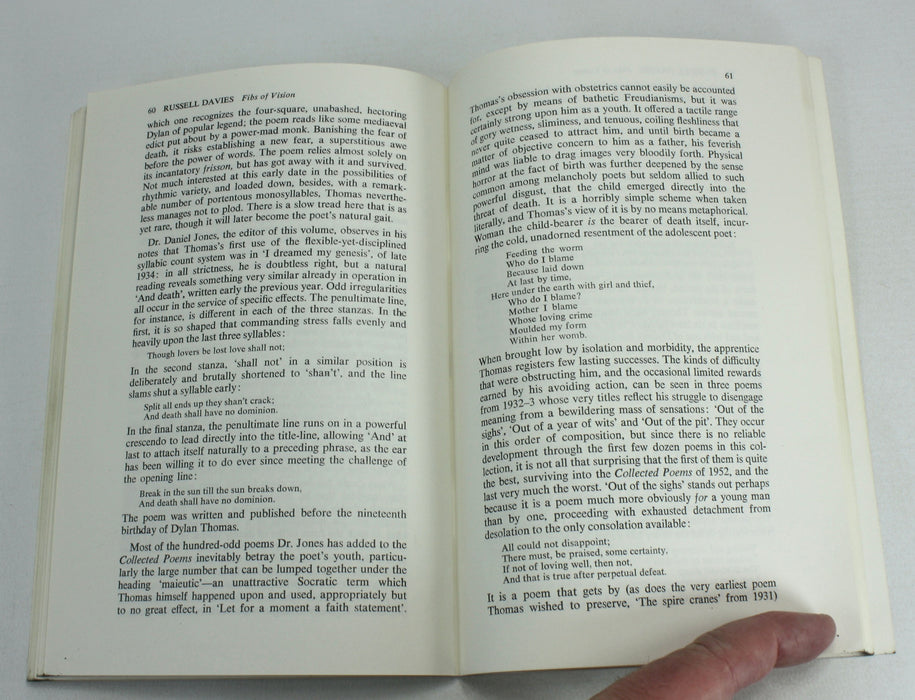 60 RUSSELL DAVIES Fibs of Vision
which one recognizes the four-square, unabashed, hectoring
Dylan of popular legend; the poem reads like some mediaeval
edict put about by a power-mad monk. Banishing the fear of
death, it risks establishing a new fear, a superstitious awe
before the power of words. The poem relies almost solely on
its incantatory frisson, but has got away with it and survived.
Not much interested at this early date in the possibilities of
rhythmic variety, and loaded down, besides, with a remark-
able number of portentous monosyllables, Thomas neverthe-
less manages not to plod. There is a slow tread here that is as
yet rare, though it will later become the poet's natural gait.
Dr. Daniel Jones, the editor of this volume, observes in his
notes that Thomas's first use of the flexible-yet-disciplined
syllabic count system was in 'I dreamed my genesis', of late
1934: in all strictness, he is doubtless right, but a natural
reading reveals something very similar already in operation in
'And death', written early the previous year. Odd irregularities
all occur in the service of specific effects. The penultimate line,
for instance, is different in each of the three stanzas. In the
first, it is so shaped that commanding stress falls evenly and
heavily upon the last three syllables:
Though lovers be lost love shall not;
In the second stanza, 'shall not' in a similar position is
deliberately and brutally shortened to 'shan't', and the line
slams shut a syllable early:
Split all ends up they shan't crack;
And death shall have no dominion.
In the final stanza, the penultimate line runs on in a powerful
crescendo to lead directly into the title-line, allowing 'And' at
last to attach itself naturally to a preceding phrase, as the ear
has been willing it to do ever since meeting the challenge of
the opening line:
Break in the sun till the sun breaks down,
And death shall have no dominion.
The poem was written and published before the nineteenth
birthday of Dylan Thomas.
Most of the hundred-odd poems Dr. Jones has added to the
Collected Poems inevitably betray the poet's youth, particu-
larly the large number that can be lumped together under the
heading 'maieutic'—an unattractive Socratic term which
Thomas himself happened upon and used, appropriately but
to no great effect, in 'Let for a moment a faith statement'.
61
Thomas's obsession with obstetrics cannot easily be accounted
for, except by means of bathetic Freudianisms, but it was
certainly strong upon him as a youth. It offered a tactile range
of gory wetness, sliminess, and tenuous, coiling fleshliness that
never quite ceased to attract him, and until birth became a
matter of objective concern to him as a father, his feverish
mind was liable to drag images very bloodily forth. Physical
horror at the fact of birth was further deepened by the sense
common among melancholy poets but seldom allied to such
powerful disgust, that the child emerged directly into the
threat of death. It is a horribly simple scheme when taken
literally, and Thomas's view of it is by no means metaphorical.
Woman the child-bearer is the bearer of death itself, incur-
ring the cold, unadorned resentment of the adolescent poet:
Feeding the worm
Who do I blame
Because laid down
At last by time,
Here under the earth with girl and thief,
Who do I blame?
Mother I blame
Whose loving crime
Moulded my form
Within her womb.
When brought low by isolation and morbidity, the apprentice
Thomas registers few lasting successes. The kinds of difficulty
that were obstructing him, and the occasional limited rewards
earned by his avoiding action, can be seen in three poems
from 1932–3 whose very titles reflect his struggle to disengage
meaning from a bewildering mass of sensations: 'Out of the
sighs', 'Out of a year of wits' and 'Out of the pit'. They occur
in this order of composition, but since there is no reliable
development through the first few dozen poems in this col-
lection, it is not all that surprising that the first of them is quite
the best, surviving into the Collected Poems of 1952, and the
last very much the worst. 'Out of the sighs' stands out perhaps
because it is a poem much more obviously for a young man
than by one, proceeding with exhausted detachment from
desolation to the only consolation available:
All could not disappoint;
There must, be praised, some certainty,
If not of loving well, then not,
And that is true after perpetual defeat.
It is a poem that gets by (as does the very earliest poem
Thomas wished to preserve, 'The spire cranes' from 1931)